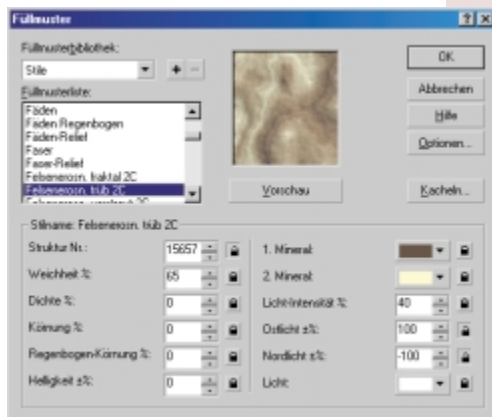 Füllmuster
Füllmusterbibliothek:
Stile
OK
Abbrechen
Hilfe
Optionen...
Füllmusterliste:
Fäden
Fäden Regenbogen
Fäden-Relief
Faser
Faser-Relief
Felsenerosn. fraktal 2C
Felsenerosn. trüb 2C
Vorschau
Kacheln...
Stilname: Felsenerosn. trüb 2C
Struktur Nr.: 15657
Weichheit %: 65
Dichte %: 0
Körnung %: 0
Regenbogen-Körnung %: 0
Helligkeit ±%: 0
1. Mineral:
2. Mineral:
Licht-Intensität %: 40
Ostlicht ±%: 100
Nordlicht ±%: -100
Licht: